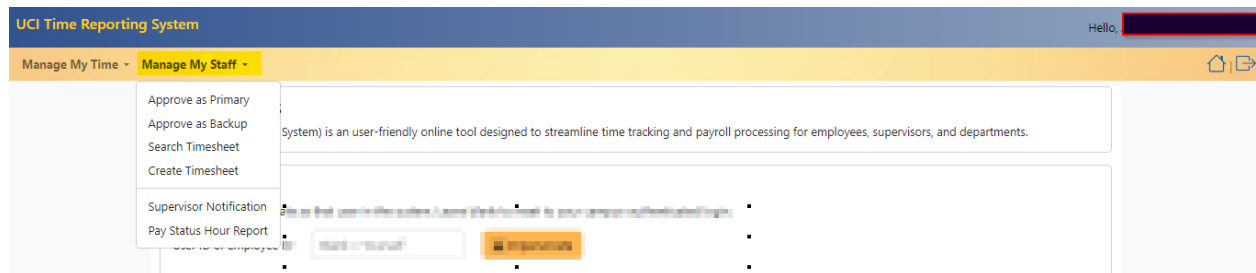 UCI Time Reporting System
Hello,
Manage My Time
Manage My Staff
Approve as Primary
Approve as Backup
Search Timesheet
Create Timesheet
Supervisor Notification
Pay Status Hour Report
System) is an user-friendly online tool designed to streamline time tracking and payroll processing for employees, supervisors, and departments.